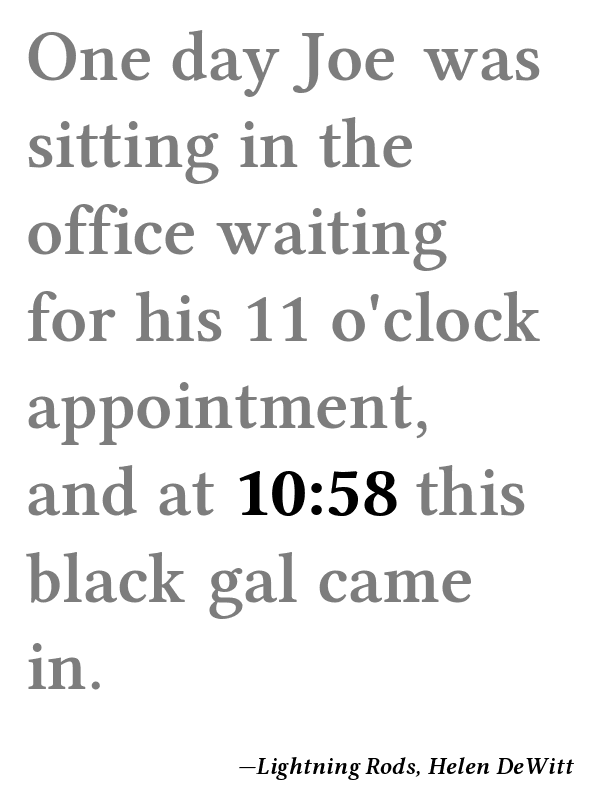 One day Joe was
sitting in the
office waiting
for his 11 o'clock
appointment,
and at 10:58 this
black gal came
in.
—Lightning Rods, Helen DeWitt